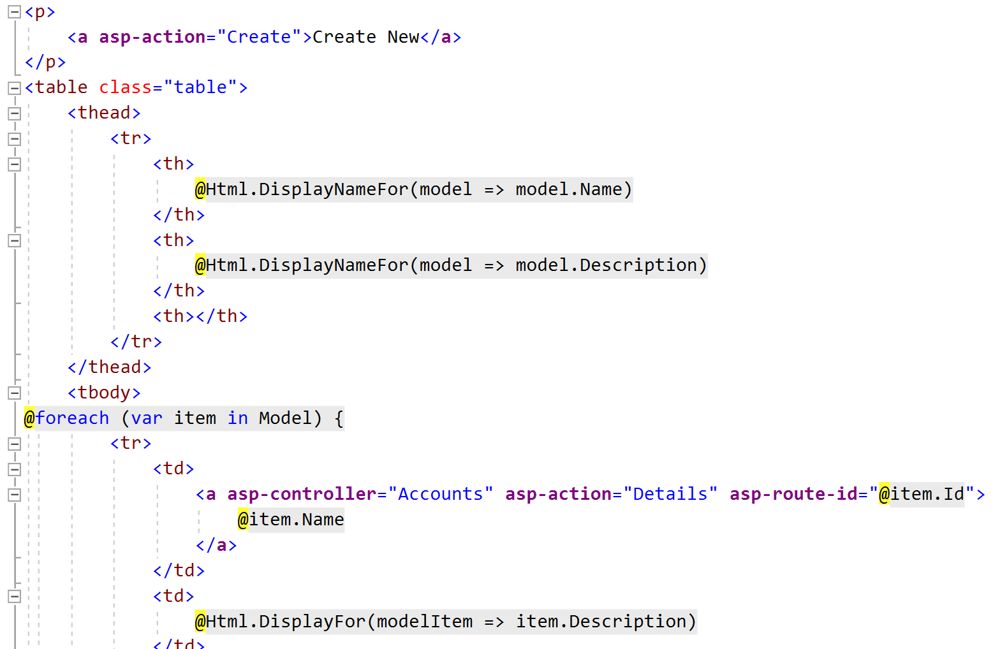 <p>
    <a asp-action="Create">Create New</a>
</p>
<table class="table">
    <thead>
        <tr>
            <th>
                @Html.DisplayNameFor(model => model.Name)
            </th>
            <th>
                @Html.DisplayNameFor(model => model.Description)
            </th>
            <th></th>
        </tr>
    </thead>
    <tbody>
@foreach (var item in Model) {
        <tr>
            <td>
                <a asp-controller="Accounts" asp-action="Details" asp-route-id="@item.Id">
                    @item.Name
                </a>
            </td>
            <td>
                @Html.DisplayFor(modelItem => item.Description)
            </td>